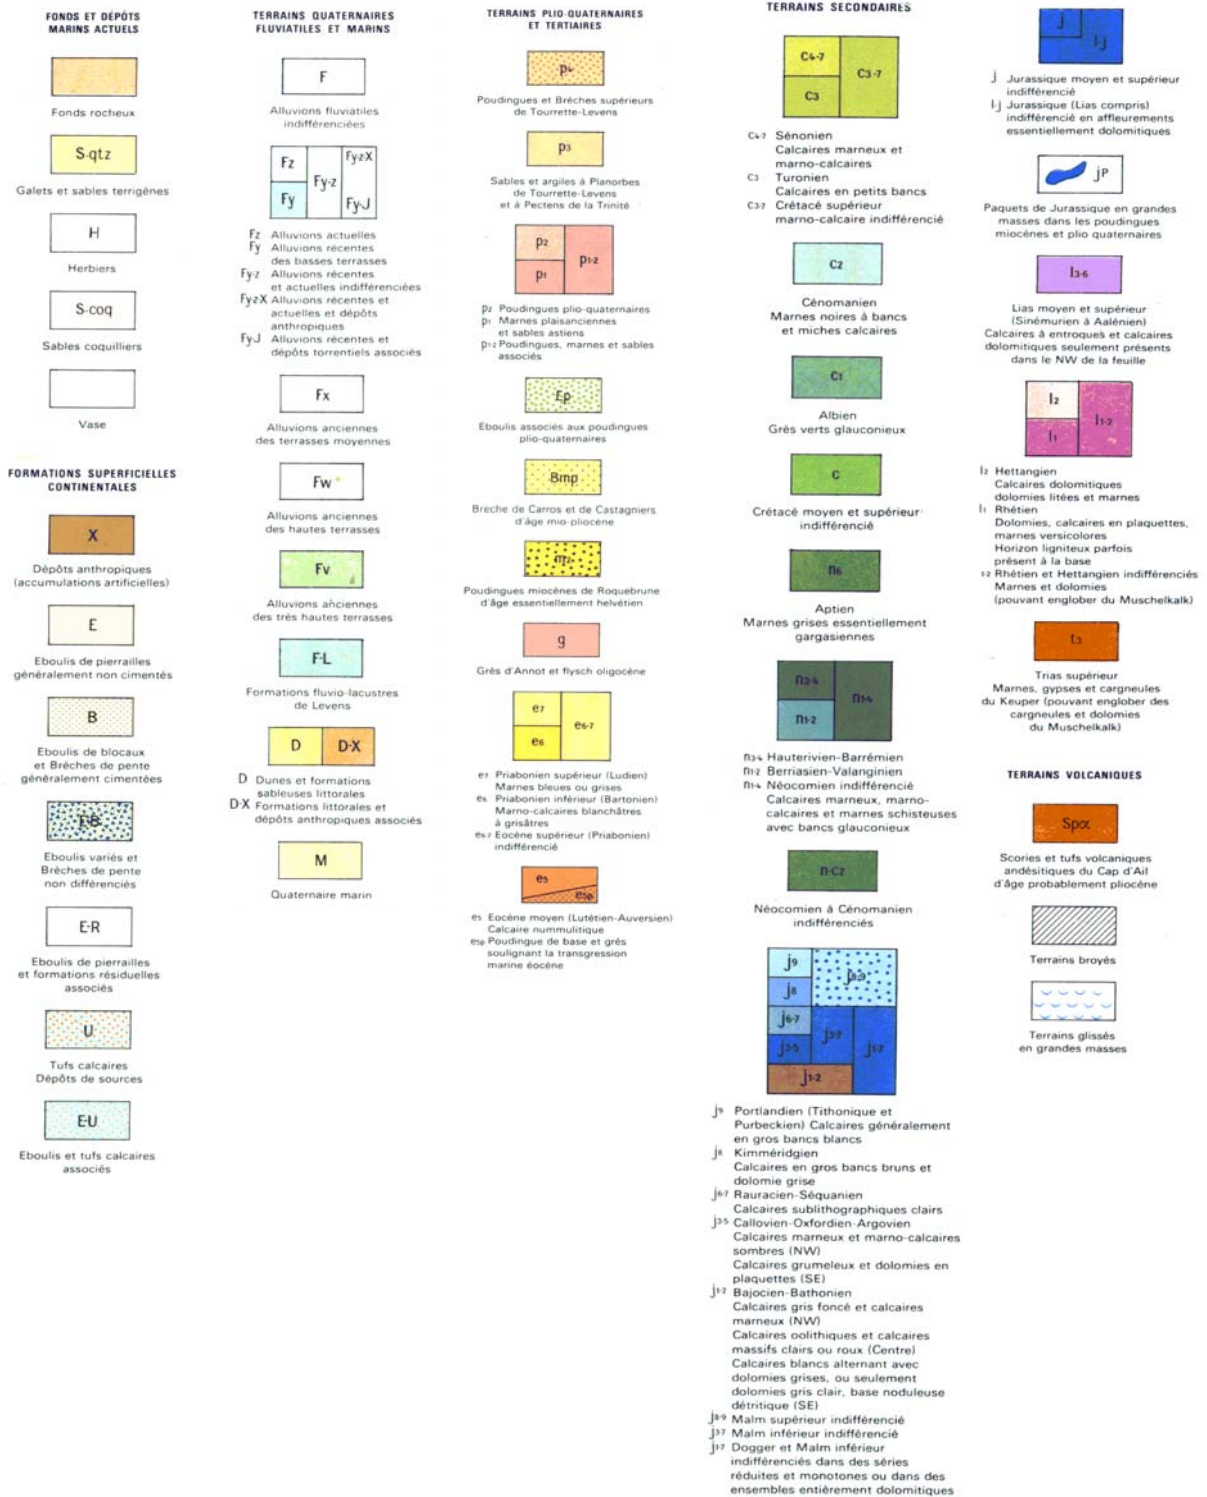 FONDS ET DÉPÔTS
MARINS ACTUELS
Fonds rocheux
S-qtz
Galets et sables terrigènes
H
Herbiers
S-coq
Sables coquilliers
Vase
FORMATIONS SUPERFICIELLES
CONTINENTALES
X
Dépôts anthropiques
(accumulations artificielles)
E
Eboulis de pierrailles
généralement non cimentés
B
Eboulis de blocaux
et Brèches de pente
généralement cimentées
E-B
Eboulis variés et
Brèches de pente
non différenciés
E-R
Eboulis de pierrailles
et formations résiduelles
associés
U
Tufs calcaires
Dépôts de sources
E-U
Eboulis et tufs calcaires
associés
TERRAINS QUATERNAIRES
FLUVIATILES ET MARINS
F
Alluvions fluviatiles
indifférenciées
Fz
Fy
Fy-z
Fy-z-X
Fy-J
Fz Alluvions actuelles
Fy Alluvions récentes
des basses terrasses
Fy-z Alluvions récentes
et actuelles indifférenciées
Fy-z-X Alluvions récentes et
actuelles et dépôts
anthropiques
Fy-J Alluvions récentes et
dépôts torrentiels associés
Fx
Alluvions anciennes
des terrasses moyennes
Fw
Alluvions anciennes
des hautes terrasses
Fv
Alluvions anciennes
des très hautes terrasses
F-L
Formations fluvio-lacustres
de Levens
D
D-X
D Dunes et formations
sableuses littorales
D-X Formations littorales et
dépôts anthropiques associés
M
Quaternaire marin
TERRAINS PLIO-QUATERNAIRES
ET TERTIAIRES
p4
Poudingues et Brèches supérieurs
de Tourrette-Levens
p3
Sables et argiles à Planorbes
de Tourrette-Levens
et à Pectens de la Trinité
p2
p1
p1-2
p2 Poudingues plio-quaternaires
p1 Marnes plaisanciennes
et sables astiens
p1-2 Poudingues, marnes et sables
associés
Ep
Eboulis associés aux poudingues
plio-quaternaires
Bmp
Brèche de Carros et de Castagniers
d'âge mio-pliocène
m2
Poudingues miocènes de Roquebrune
d'âge essentiellement helvétien
g
Grès d'Annot et flysch oligocène
e7
e6
e6-7
e7 Priabonien supérieur (Ludien)
Marnes bleues ou grises
e6 Priabonien inférieur (Bartonien)
Marno-calcaires blanchâtres
à grisâtres
e6-7 Eocène supérieur (Priabonien)
indifférencié
e5
e5p
e5 Eocène moyen (Lutétien-Auversien)
Calcaire nummulitique
e5p Poudingue de base et grès
soulignant la transgression
marine éocène
TERRAINS SECONDAIRES
C4-7
C3
C3-7
C4-7 Sénonien
Calcaires marneux et
marno-calcaires
C3 Turonien
Calcaires en petits bancs
C3-7 Crétacé supérieur
marno-calcaire indifférencié
C2
Cénomanien
Marnes noires à bancs
et miches calcaires
C1
Albien
Grès verts glauconieux
C
Crétacé moyen et supérieur
indifférencié
n6
Aptien
Marnes grises essentiellement
gargasiennes
n3-4
n1-2
n1-4
n3-4 Hauterivien-Barrémien
n1-2 Berriasien-Valanginien
n1-4 Néocomien indifférencié
Calcaires marneux, marno-
calcaires et marnes schisteuses
avec bancs glauconieux
n-C2
Néocomien à Cénomanien
indifférenciés
j9
j8
j8-9
j6-7
j3-5
j3-7
j1-7
j1-2
j9 Portlandien (Tithonique et
Purbeckien) Calcaires généralement
en gros bancs blancs
j8 Kimméridgien
Calcaires en gros bancs bruns et
dolomie grise
j6-7 Rauracien-Séquanien
Calcaires sublithographiques clairs
j3-5 Callovien-Oxfordien-Argovien
Calcaires marneux et marno-calcaires
sombres (NW)
Calcaires grumeleux et dolomies en
plaquettes (SE)
j1-2 Bajocien-Bathonien
Calcaires gris foncé et calcaires
marneux (NW)
Calcaires oolithiques et calcaires
massifs clairs ou roux (Centre)
Calcaires blancs alternant avec
dolomies grises, ou seulement
dolomies gris clair, base noduleuse
détritique (SE)
j8-9 Malm supérieur indifférencié
j3-7 Malm inférieur indifférencié
j1-7 Dogger et Malm inférieur
indifférenciés dans des séries
réduites et monotones ou dans des
ensembles entièrement dolomitiques
j
l-j
j Jurassique moyen et supérieur
indifférencié
l-j Jurassique (Lias compris)
indifférencié en affleurements
essentiellement dolomitiques
jP
Paquets de Jurassique en grandes
masses dans les poudingues
miocènes et plio quaternaires
l3-6
Lias moyen et supérieur
(Sinémurien à Aalénien)
Calcaires à entroques et calcaires
dolomitiques seulement présents
dans le NW de la feuille
l2
l1
l1-2
l2 Hettangien
Calcaires dolomitiques
dolomies litées et marnes
l1 Rhétien
Dolomies, calcaires en plaquettes,
marnes versicolores
Horizon ligniteux parfois
présent à la base
1-2 Rhétien et Hettangien indifférenciés
Marnes et dolomies
(pouvant englober du Muschelkalk)
t3
Trias supérieur
Marnes, gypses et cargneules
du Keuper (pouvant englober des
cargneules et dolomies
du Muschelkalk)
TERRAINS VOLCANIQUES
Spα
Scories et tufs volcaniques
andésitiques du Cap d'Ail
d'âge probablement pliocène
Terrains broyés
Terrains glissés
en grandes masses